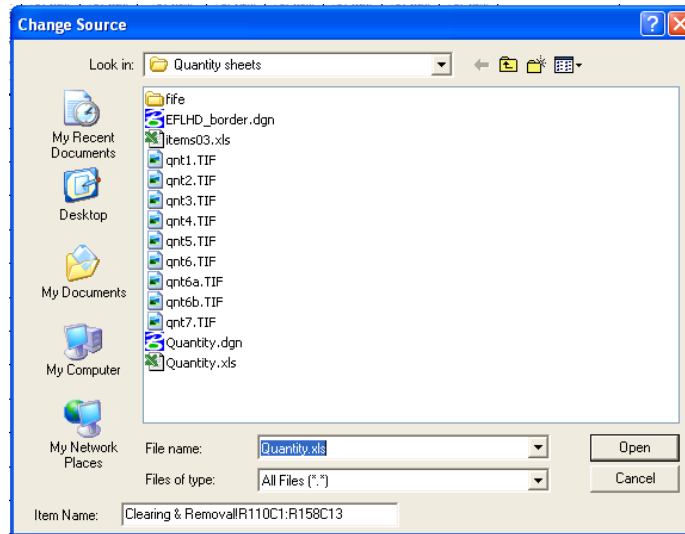 Change Source
Look in: Quantity sheets
My Recent
Documents
Desktop
My Documents
My Computer
My Network
Places
fife
EFLHD_border.dgn
items03.xls
qnt1.TIF
qnt2.TIF
qnt3.TIF
qnt4.TIF
qnt5.TIF
qnt6.TIF
qnt6a.TIF
qnt6b.TIF
qnt7.TIF
Quantity.dgn
Quantity.xls
File name: Quantity.xls Open
Files of type: All Files (*.*) Cancel
Item Name: Clearing & Removal!R110C1:R158C13